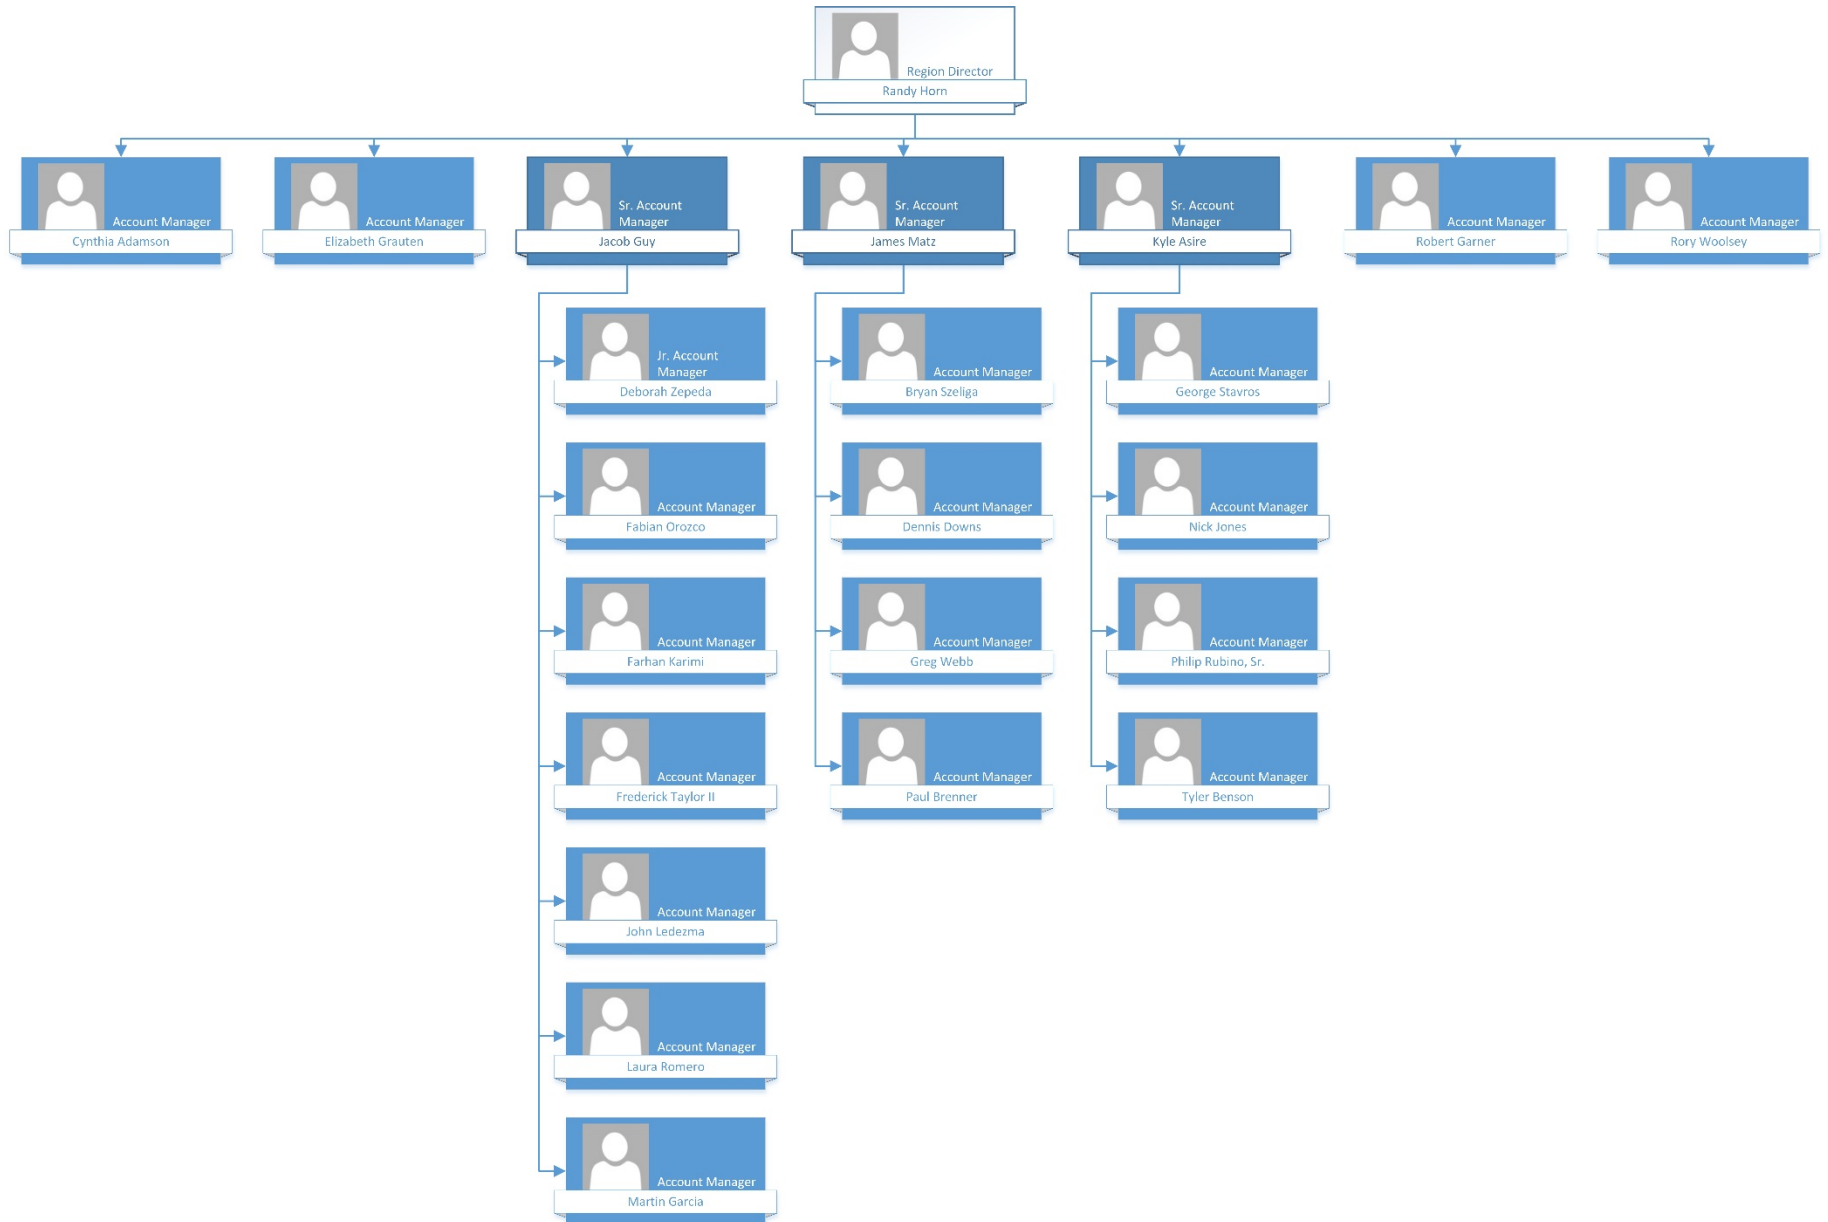 Region Director
Randy Horn
Account Manager
Cynthia Adamson
Account Manager
Elizabeth Grauten
Sr. Account
Manager
Jacob Guy
Sr. Account
Manager
James Matz
Sr. Account
Manager
Kyle Asire
Account Manager
Robert Garner
Account Manager
Rory Woolsey
Jr. Account
Manager
Deborah Zepeda
Account Manager
Fabian Orozco
Account Manager
Farhan Karimi
Account Manager
Frederick Taylor II
Account Manager
John Ledezma
Account Manager
Laura Romero
Account Manager
Martin Garcia
Account Manager
Bryan Szeliga
Account Manager
Dennis Downs
Account Manager
Greg Webb
Account Manager
Paul Brenner
Account Manager
George Stavros
Account Manager
Nick Jones
Account Manager
Philip Rubino, Sr.
Account Manager
Tyler Benson